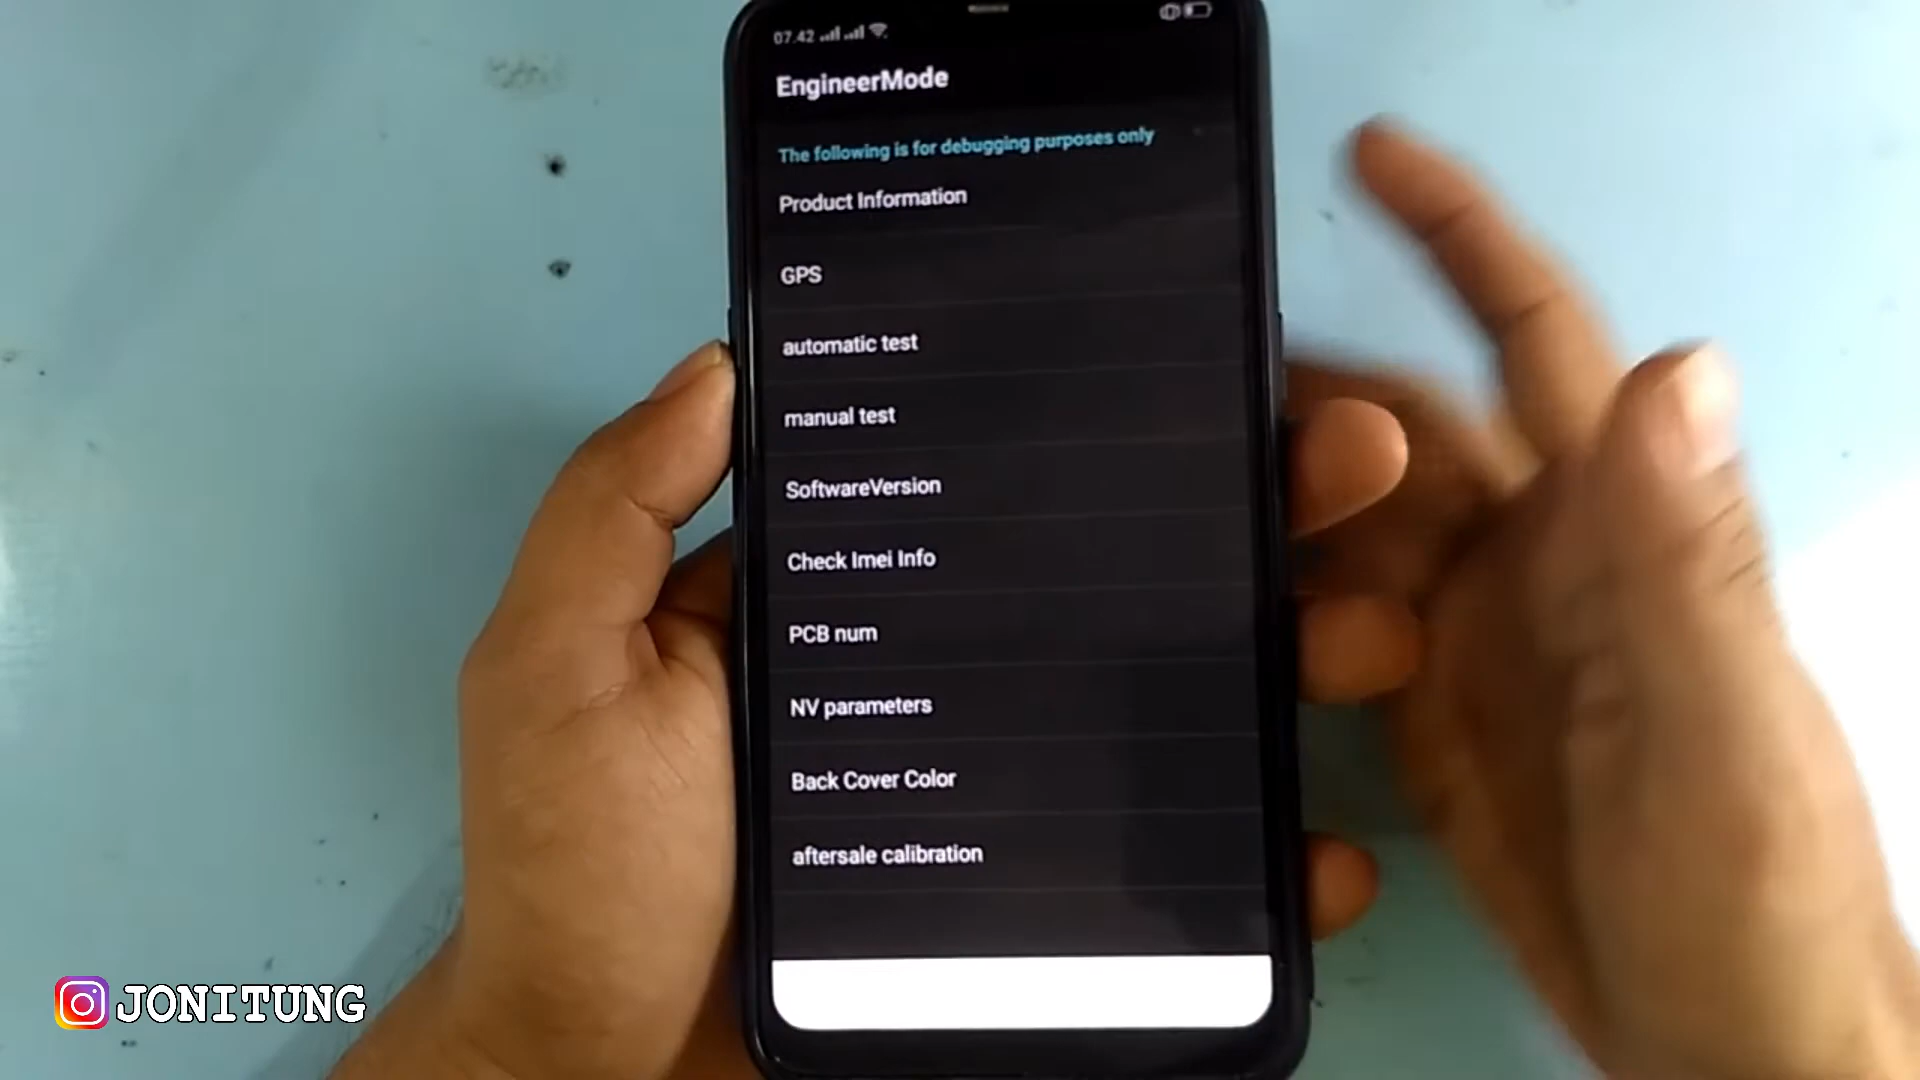 07.42
EngineerMode
The following is for debugging purposes only
Product Information
GPS
automatic test
manual test
SoftwareVersion
Check Imei Info
PCB num
NV parameters
Back Cover Color
aftersale calibration
JONITUNG